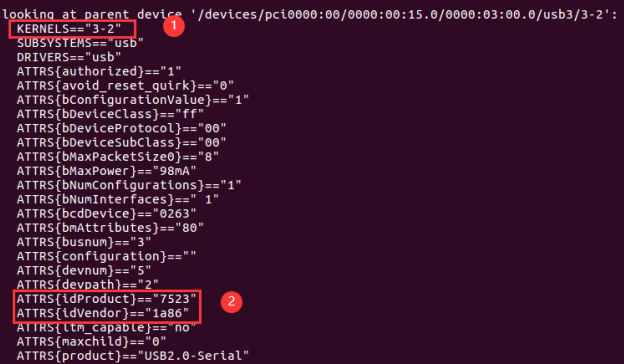 looking at parent device '/devices/pci0000:00/0000:00:15.0/0000:03:00.0/usb3/3-2':
KERNELS=="3-2"
1
SUBSYSTEMS=="usb"
DRIVERS=="usb"
ATTRS{authorized}=="1"
ATTRS{avoid_reset_quirk}=="0"
ATTRS{bConfigurationValue}=="1"
ATTRS{bDeviceClass}=="ff"
ATTRS{bDeviceProtocol}=="00"
ATTRS{bDeviceSubClass}=="00"
ATTRS{bMaxPacketSize0}=="8"
ATTRS{bMaxPower}=="98mA"
ATTRS{bNumConfigurations}=="1"
ATTRS{bNumInterfaces}==" 1"
ATTRS{bcdDevice}=="0263"
ATTRS{bmAttributes}=="80"
ATTRS{busnum}=="3"
ATTRS{configuration}==""
ATTRS{devnum}=="5"
ATTRS{devpath}=="2"
ATTRS{idProduct}=="7523"
2
ATTRS{idVendor}=="1a86"
ATTRS{ltm_capable}=="no"
ATTRS{maxchild}=="0"
ATTRS{product}=="USB2.0-Serial"